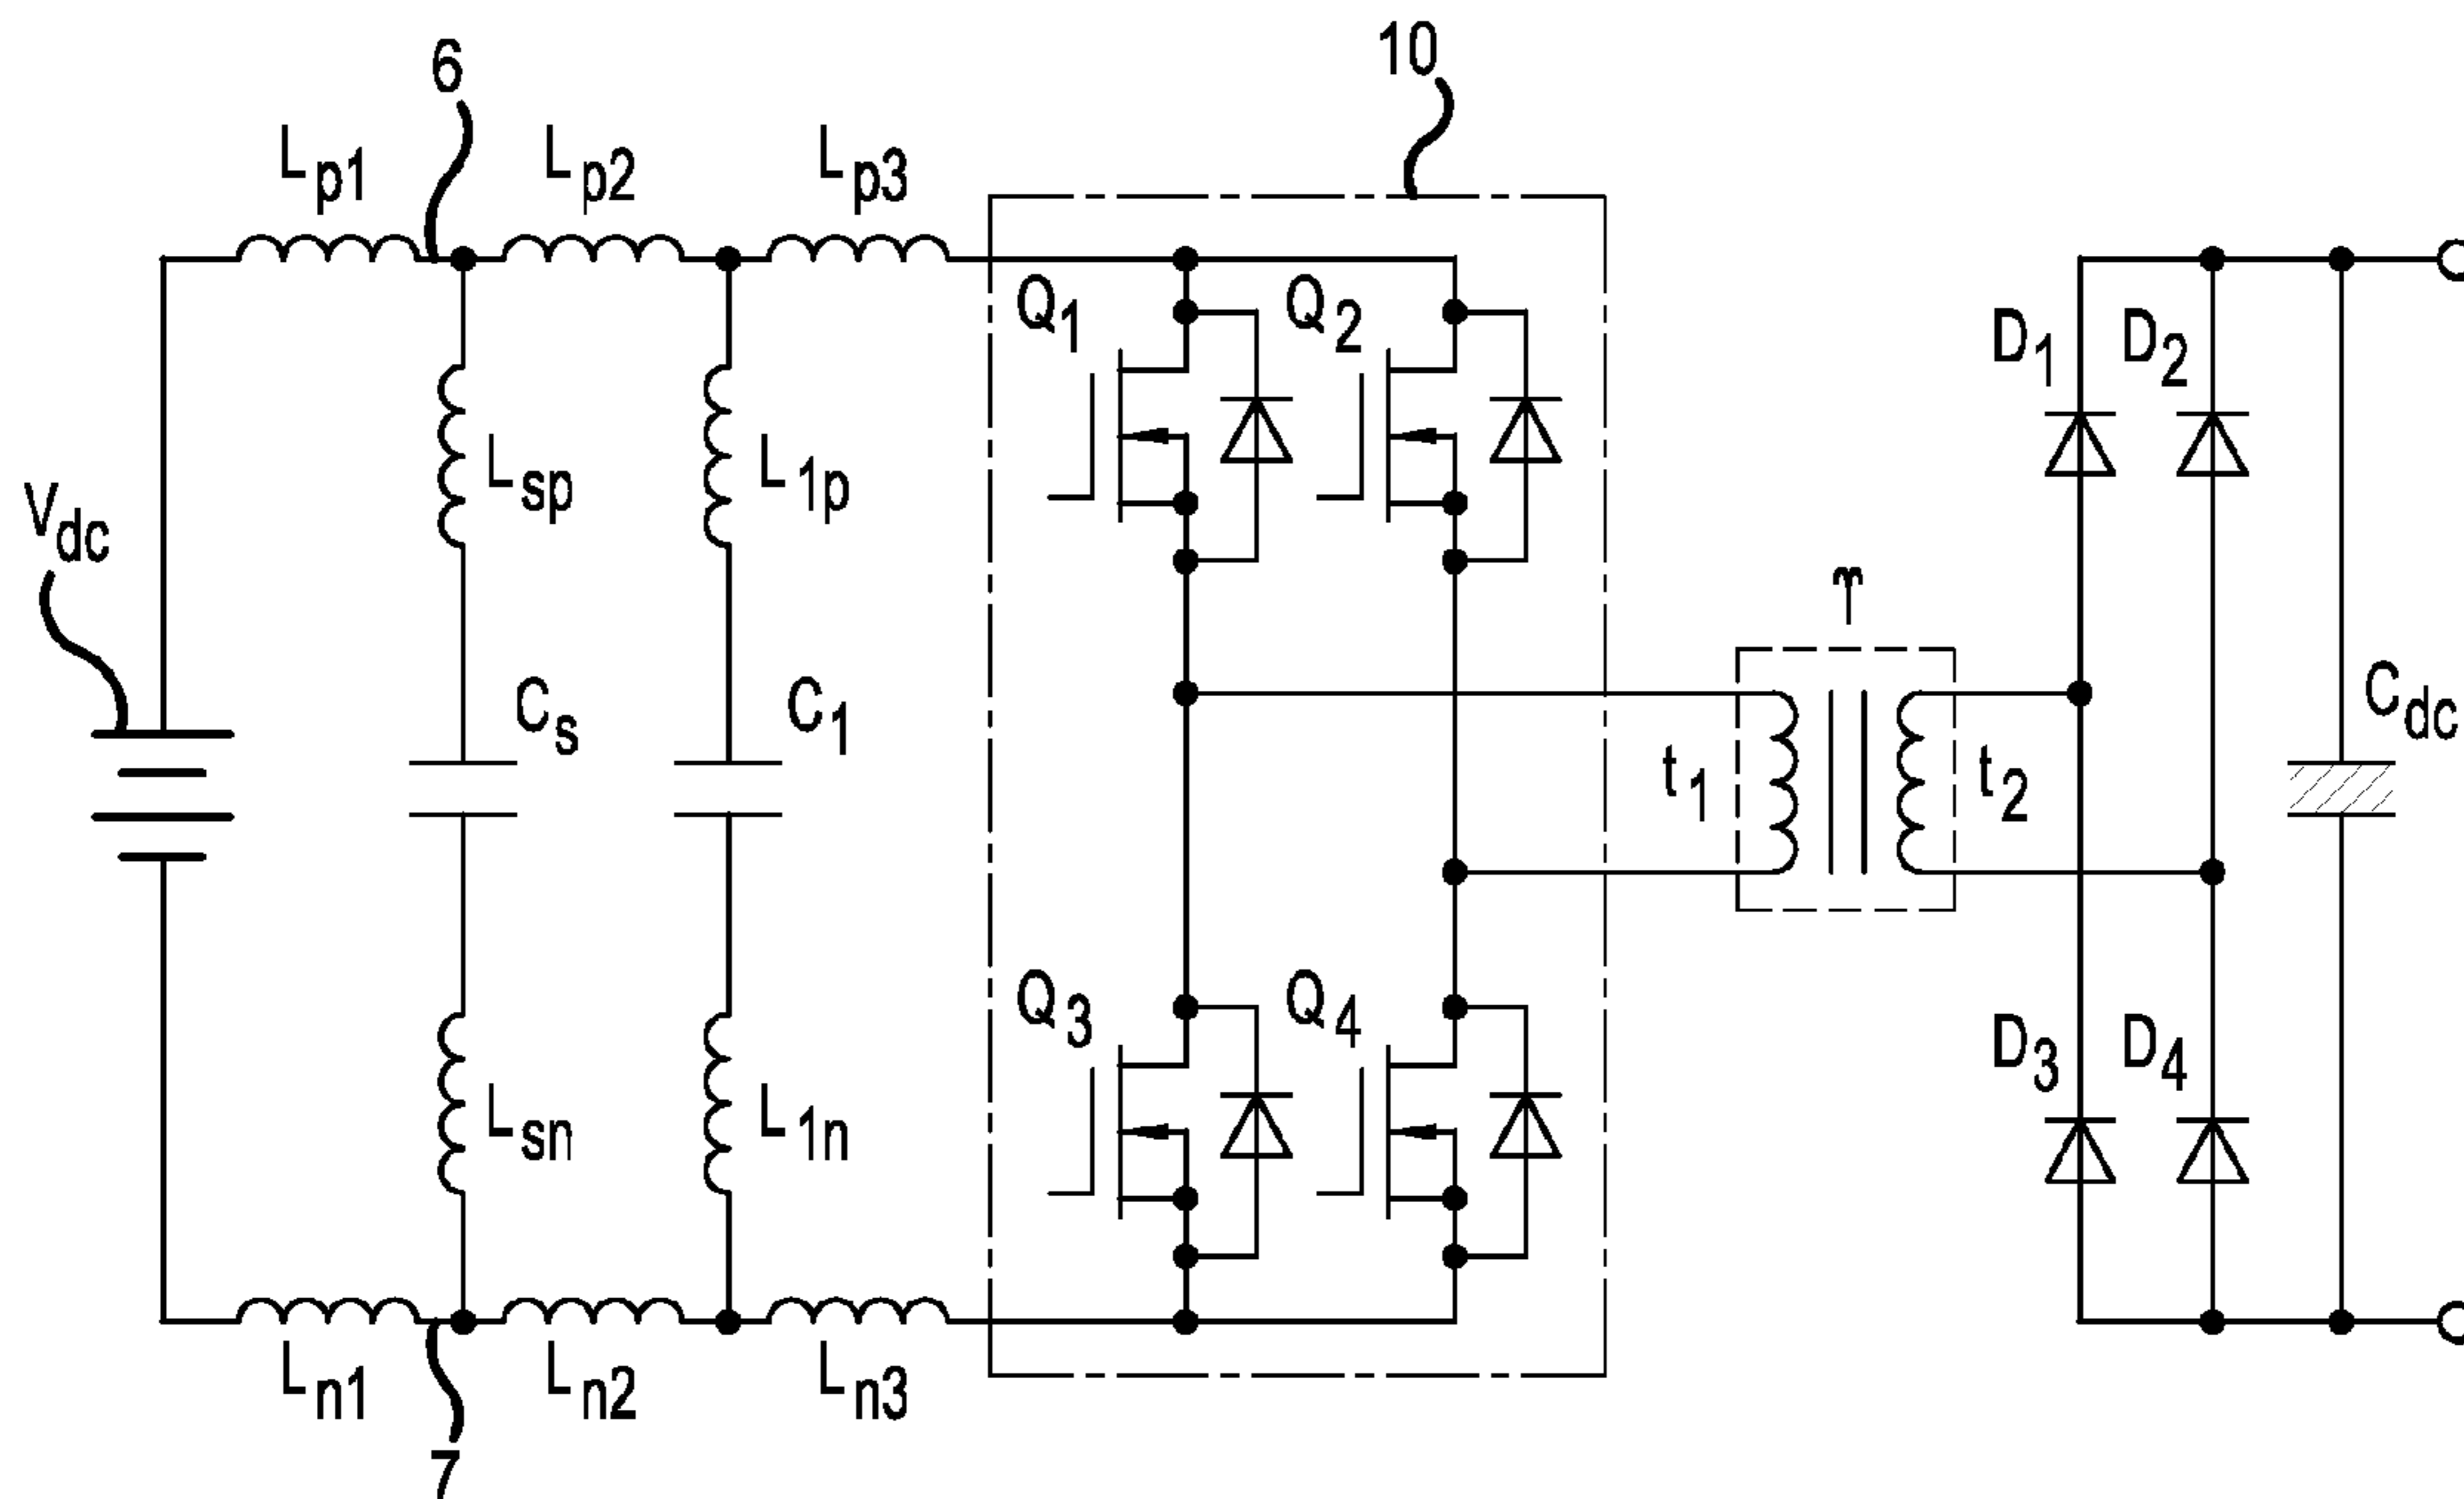 6
10
Lp1
Lp2
Lp3
Q1
Q2
D1
D2
Lsp
L1p
Vdc
T
Cs
C1
Cdc
t1
t2
Q3
Q4
D3
D4
Lsn
L1n
Ln1
Ln2
Ln3
7